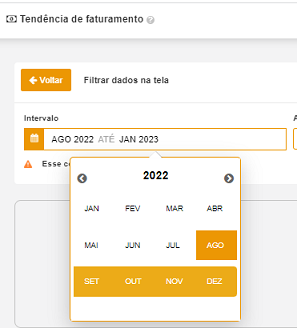 Tendência de faturamento
Voltar
Filtrar dados na tela
Intervalo
AGO 2022 ATÉ JAN 2023
Esse
2022
JAN FEV MAR ABR
MAI JUN JUL AGO
SET OUT NOV DEZ